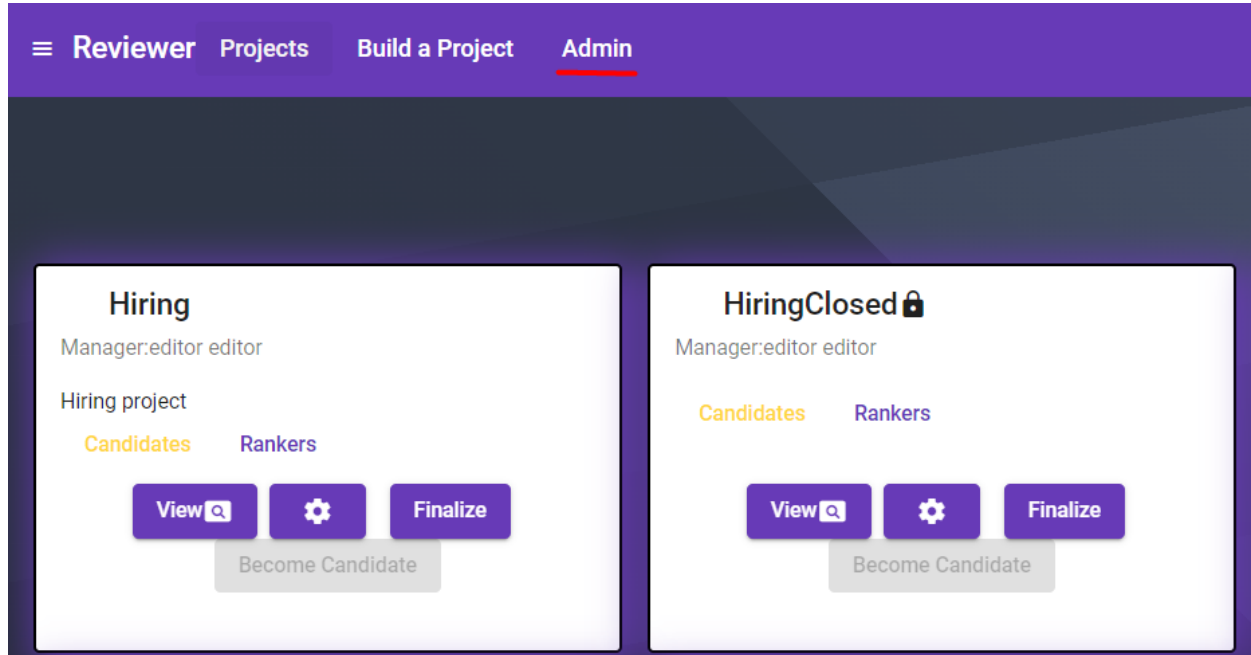 Reviewer Projects Build a Project Admin
Hiring
Manager:editor editor
Hiring project
Candidates Rankers
View Finalize
Become Candidate
HiringClosed
Manager:editor editor
Candidates Rankers
View Finalize
Become Candidate